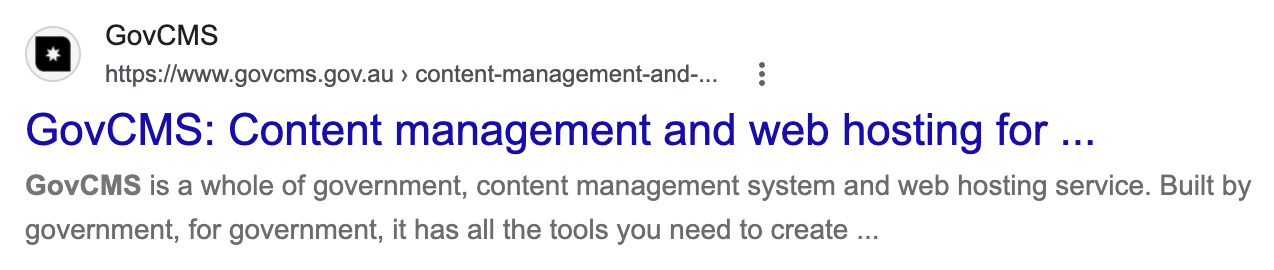 GovCMS
https://www.govcms.gov.au › content-management-and-...
GovCMS: Content management and web hosting for ...
GovCMS is a whole of government, content management system and web hosting service. Built by
government, for government, it has all the tools you need to create ...